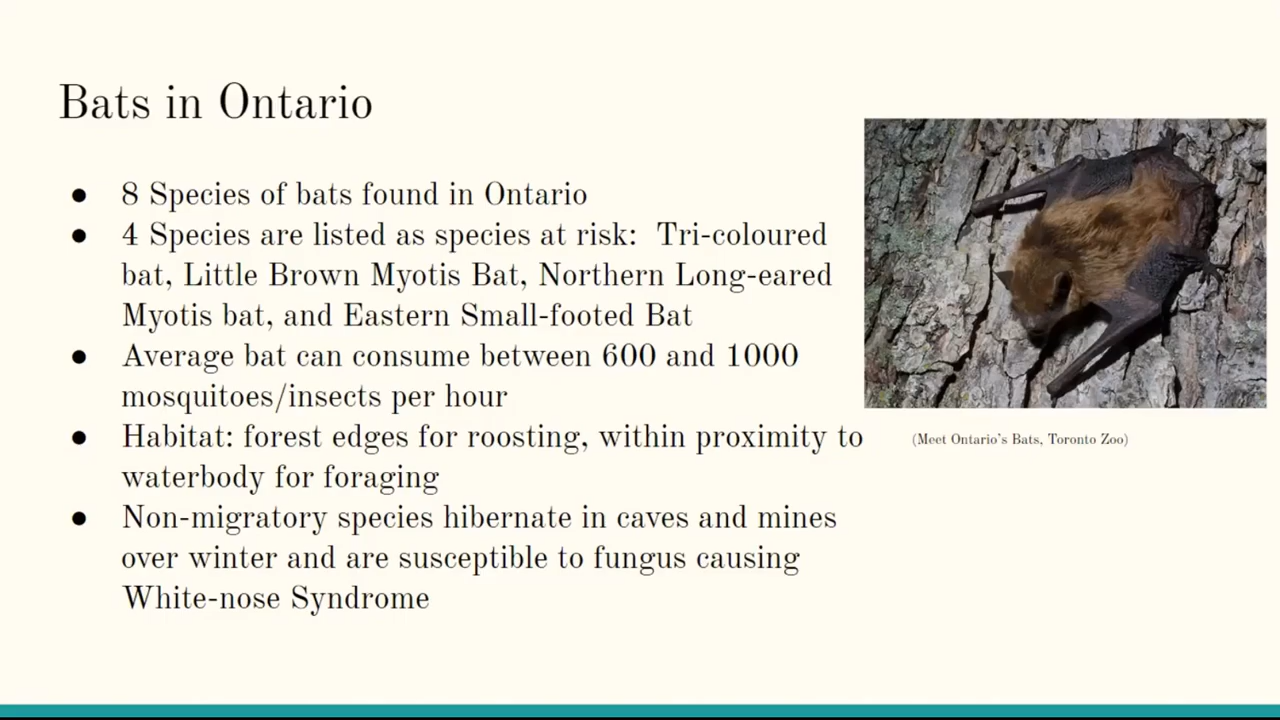 Bats in Ontario
● 8 Species of bats found in Ontario
● 4 Species are listed as species at risk:  Tri-coloured
bat, Little Brown Myotis Bat, Northern Long-eared
Myotis bat, and Eastern Small-footed Bat
● Average bat can consume between 600 and 1000
mosquitoes/insects per hour
● Habitat: forest edges for roosting, within proximity to
waterbody for foraging
● Non-migratory species hibernate in caves and mines
over winter and are susceptible to fungus causing
White-nose Syndrome
(Meet Ontario's Bats, Toronto Zoo)